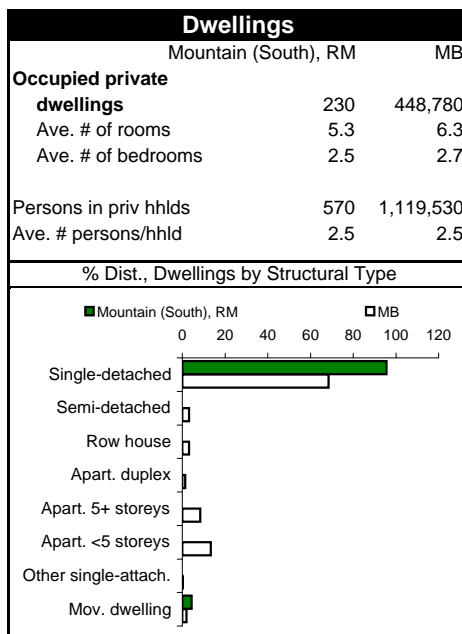 Dwellings
Mountain (South), RM MB
Occupied private
dwellings 230 448,780
Ave. # of rooms 5.3 6.3
Ave. # of bedrooms 2.5 2.7
Persons in priv hhlds 570 1,119,530
Ave. # persons/hhld 2.5 2.5
% Dist., Dwellings by Structural Type
Mountain (South), RM MB
0 20 40 60 80 100 120
Single-detached
Semi-detached
Row house
Apart. duplex
Apart. 5+ storeys
Apart. <5 storeys
Other single-attach.
Mov. dwelling